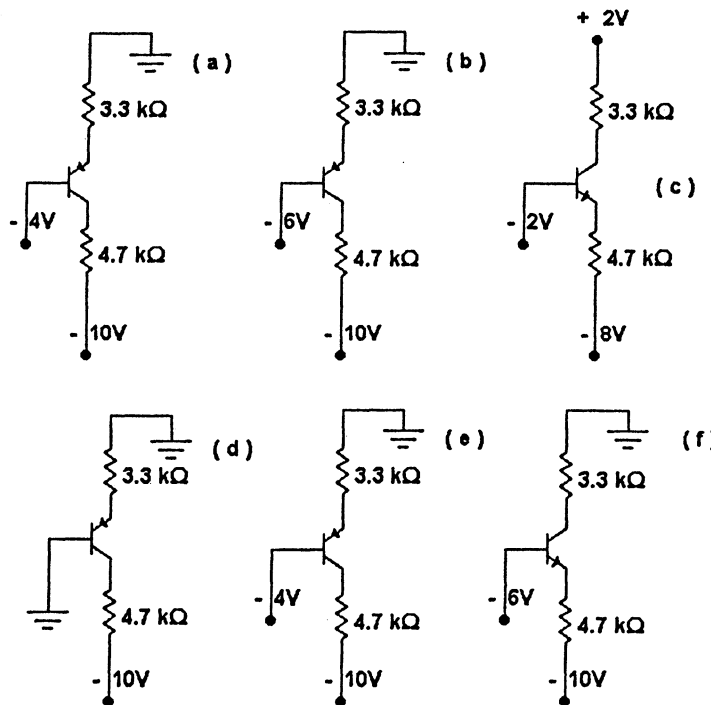 + 2V
( a )
( b )
3.3 kΩ
3.3 kΩ
3.3 kΩ
( c )
- 4V
- 6V
- 2V
4.7 kΩ
4.7 kΩ
4.7 kΩ
- 10V
- 10V
- 8V
( d )
( e )
( f )
3.3 kΩ
3.3 kΩ
3.3 kΩ
- 4V
- 6V
4.7 kΩ
4.7 kΩ
4.7 kΩ
- 10V
- 10V
- 10V